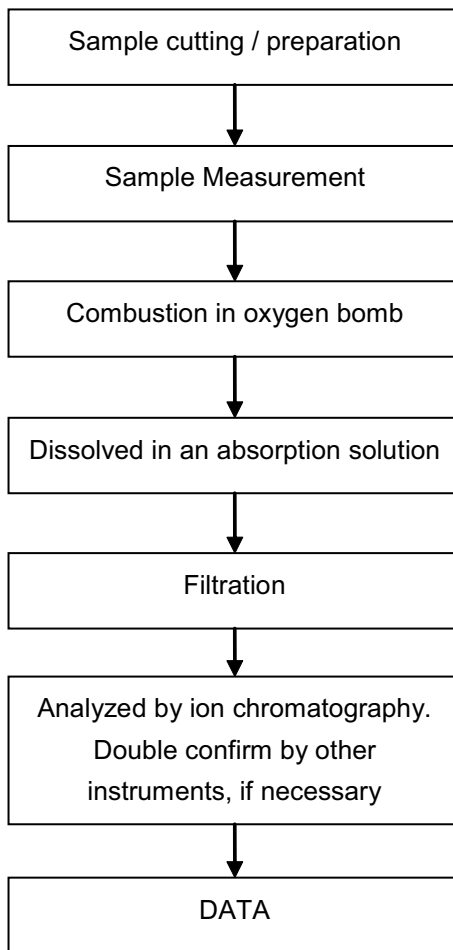 Sample cutting / preparation
Sample Measurement
Combustion in oxygen bomb
Dissolved in an absorption solution
Filtration
Analyzed by ion chromatography.
Double confirm by other
instruments, if necessary
DATA